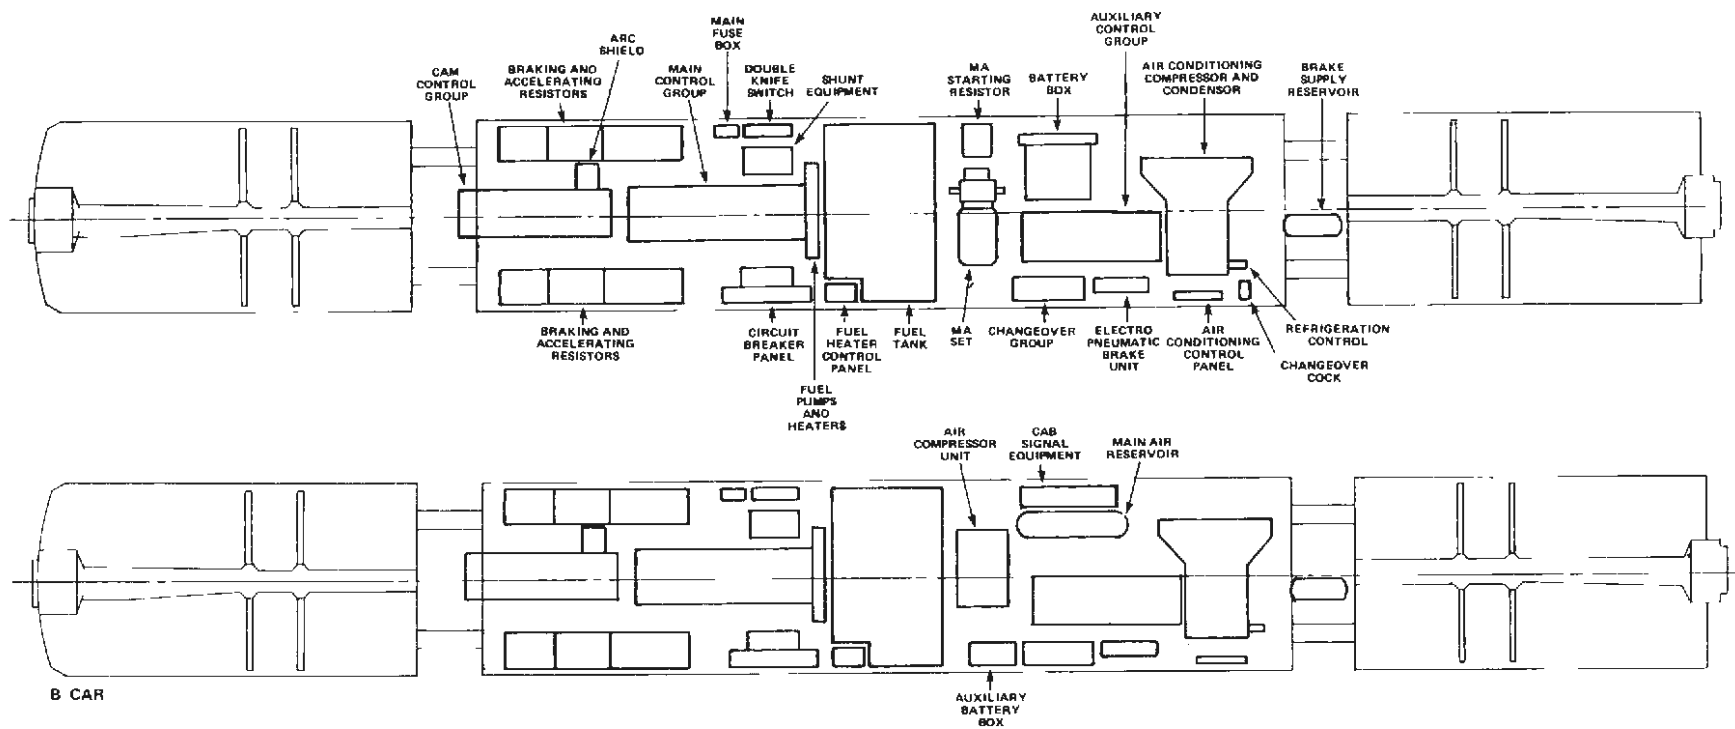 MAIN
FUSE
BOX
ARC
SHIELD
CAM
CONTROL
GROUP
BRAKING AND
ACCELERATING
RESISTORS
MAIN
CONTROL
GROUP
DOUBLE
KNIFE
SWITCH
SHUNT
EQUIPMENT
MA
STARTING
RESISTOR
BATTERY
BOX
AUXILIARY
CONTROL
GROUP
AIR CONDITIONING
COMPRESSOR AND
CONDENSOR
BRAKE
SUPPLY
RESERVOIR
BRAKING AND
ACCELERATING
RESISTORS
CIRCUIT
BREAKER
PANEL
FUEL
PUMPS
AND
HEATERS
FUEL
HEATER
CONTROL
PANEL
FUEL
TANK
MA
SET
CHANGEOVER
GROUP
ELECTRO
PNEUMATIC
BRAKE
UNIT
AIR
CONDITIONING
CONTROL
PANEL
REFRIGERATION
CONTROL
CHANGEOVER
COCK
AIR
COMPRESSOR
UNIT
CAB
SIGNAL
EQUIPMENT
MAIN AIR
RESERVOIR
AUXILIARY
BATTERY
BOX
B CAR